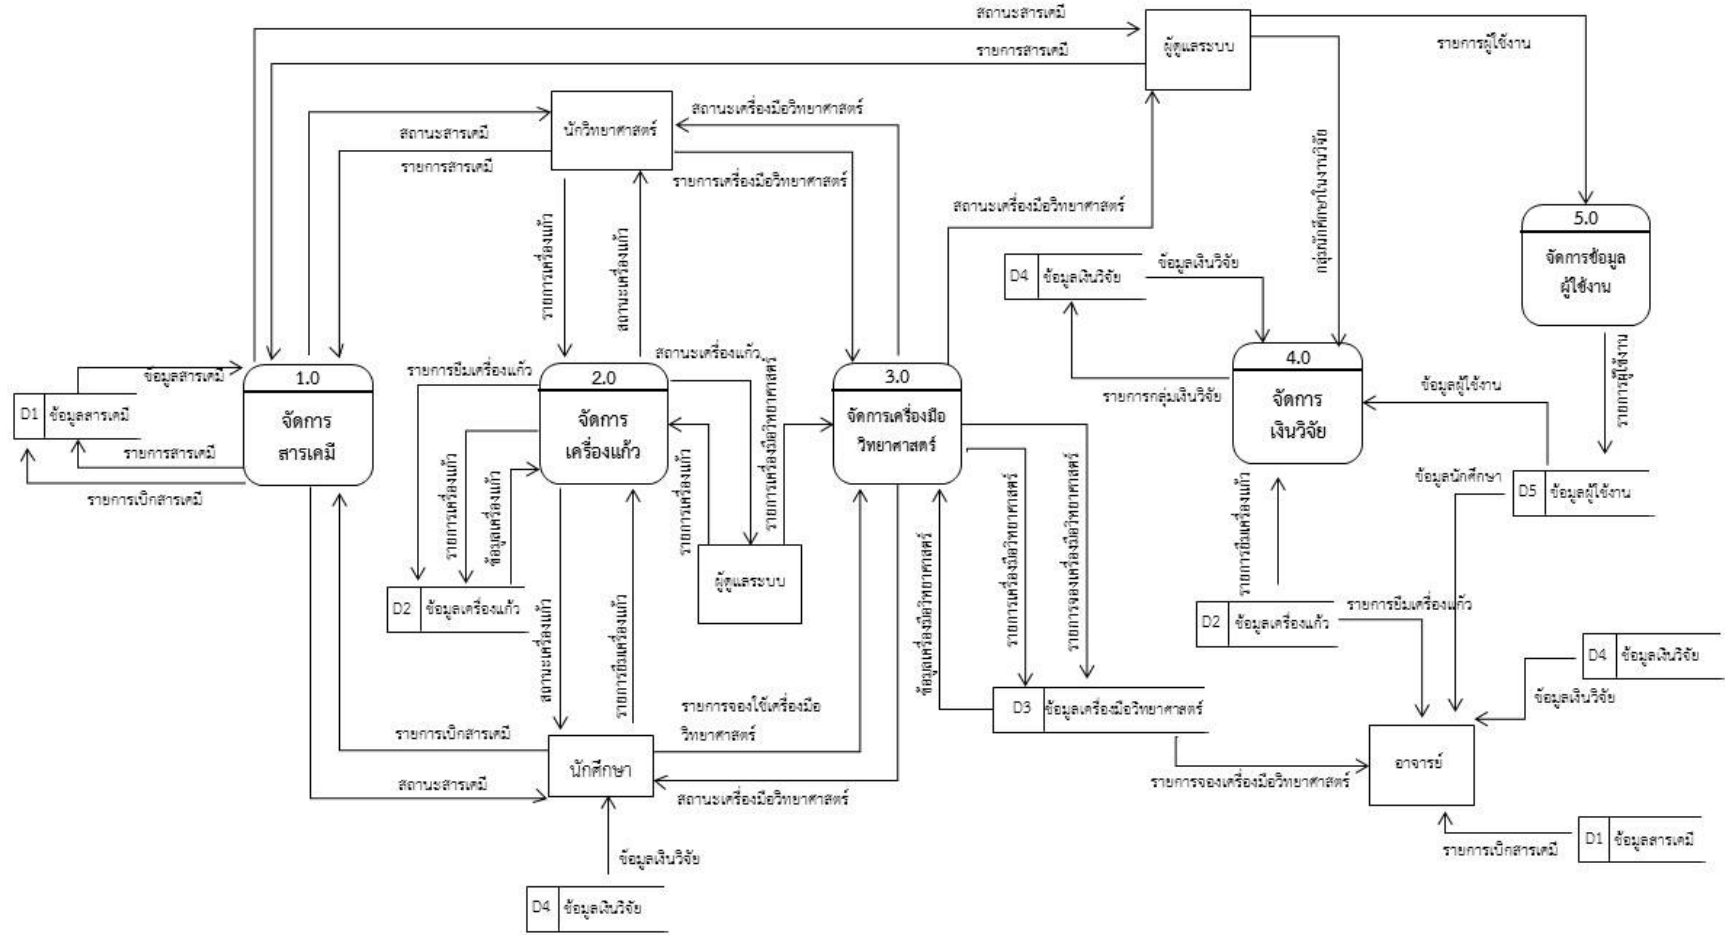 สถานะสารเคมี
ผู้ดูแลระบบ
รายการผู้ใช้งาน
รายการสารเคมี
นักวิทยาศาสตร์
สถานะเครื่องมือวิทยาศาสตร์
สถานะสารเคมี
รายการสารเคมี
รายการเครื่องมือวิทยาศาสตร์
สถานะเครื่องมือวิทยาศาสตร์
กลุ่มนักศึกษาในงานวิจัย
รายการเครื่องแก้ว
สถานะเครื่องแก้ว
5.0
จัดการข้อมูล
ผู้ใช้งาน
D4 ข้อมูลเงินวิจัย
ข้อมูลเงินวิจัย
สถานะเครื่องแก้ว
รายการยืมเครื่องแก้ว
ข้อมูลสารเคมี
1.0
จัดการ
สารเคมี
2.0
จัดการ
เครื่องแก้ว
3.0
จัดการเครื่องมือ
วิทยาศาสตร์
4.0
จัดการ
เงินวิจัย
รายการกลุ่มเงินวิจัย
ข้อมูลผู้ใช้งาน
รายการผู้ใช้งาน
D1 ข้อมูลสารเคมี
รายการสารเคมี
รายการเบิกสารเคมี
รายการเครื่องแก้ว
ข้อมูลเครื่องแก้ว
รายการเครื่องแก้ว
รายการเครื่องมือวิทยาศาสตร์
ข้อมูลนักศึกษา
D5 ข้อมูลผู้ใช้งาน
ข้อมูลเครื่องมือวิทยาศาสตร์
รายการเครื่องมือวิทยาศาสตร์
รายการจองเครื่องมือวิทยาศาสตร์
รายการยืมเครื่องแก้ว
ผู้ดูแลระบบ
D2 ข้อมูลเครื่องแก้ว
สถานะเครื่องแก้ว
รายการยืมเครื่องแก้ว
D2 ข้อมูลเครื่องแก้ว
รายการยืมเครื่องแก้ว
D4 ข้อมูลเงินวิจัย
ข้อมูลเงินวิจัย
D3 ข้อมูลเครื่องมือวิทยาศาสตร์
รายการจองใช้เครื่องมือ
วิทยาศาสตร์
รายการเบิกสารเคมี
นักศึกษา
สถานะสารเคมี
สถานะเครื่องมือวิทยาศาสตร์
รายการจองเครื่องมือวิทยาศาสตร์
อาจารย์
รายการเบิกสารเคมี
D1 ข้อมูลสารเคมี
ข้อมูลเงินวิจัย
D4 ข้อมูลเงินวิจัย